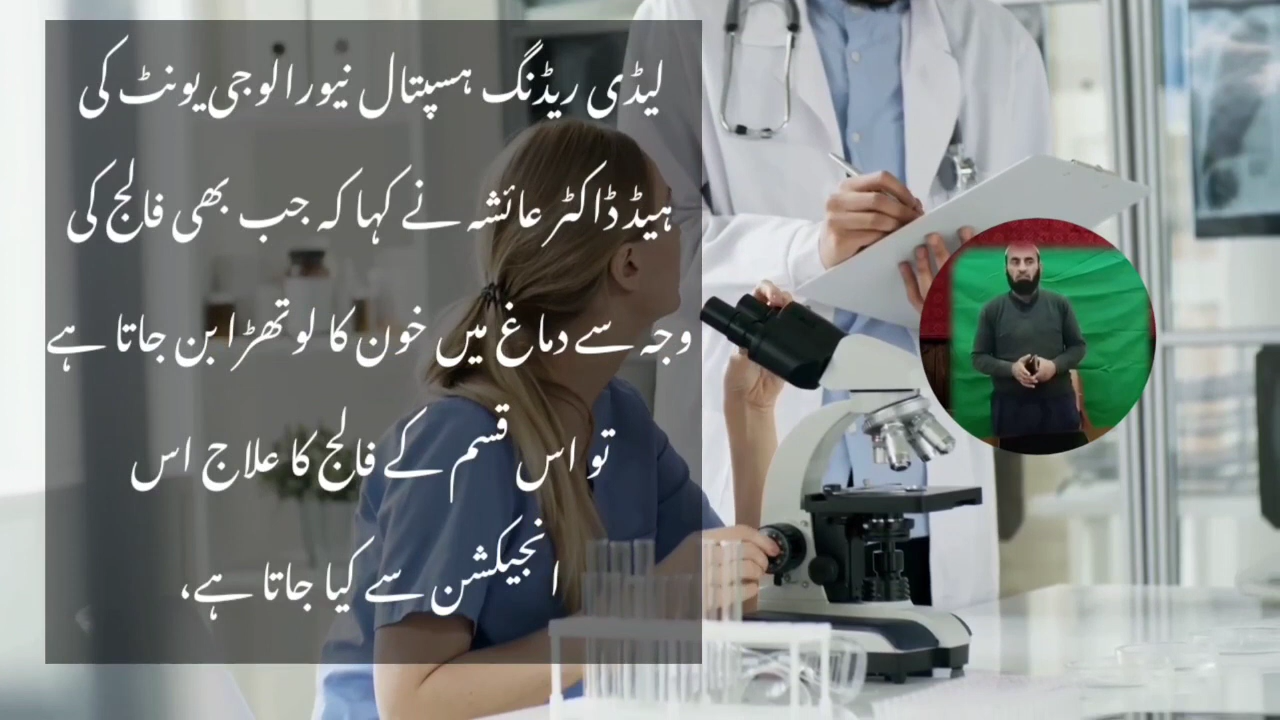 لیڈی ریڈنگ ہسپتال نیورالوجی یونٹ کی
ہیڈ ڈاکٹر عائشہ نے کہا کہ جب بھی فالج کی
وجہ سے دماغ میں خون کا لوتھڑا بن جاتا ہے
تو اس قسم کے فالج کا علاج اس
انجیکشن سے کیا جاتا ہے،